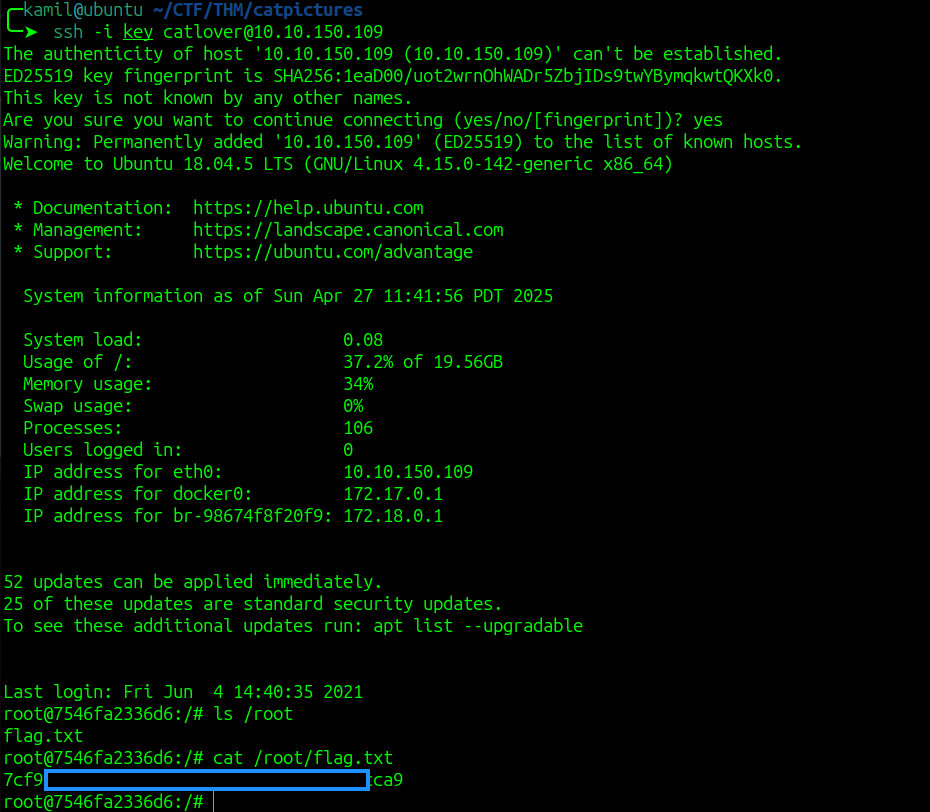 kamil@ubuntu ~/CTF/THM/catpictures
ssh -i key catlover@10.10.150.109
The authenticity of host '10.10.150.109 (10.10.150.109)' can't be established.
ED25519 key fingerprint is SHA256:1eaD00/uot2wrnOhWADr5ZbjIDs9twYBymqkwtQKXk0.
This key is not known by any other names.
Are you sure you want to continue connecting (yes/no/[fingerprint])? yes
Warning: Permanently added '10.10.150.109' (ED25519) to the list of known hosts.
Welcome to Ubuntu 18.04.5 LTS (GNU/Linux 4.15.0-142-generic x86_64)
* Documentation: https://help.ubuntu.com
* Management: https://landscape.canonical.com
* Support: https://ubuntu.com/advantage
System information as of Sun Apr 27 11:41:56 PDT 2025
System load: 0.08
Usage of /: 37.2% of 19.56GB
Memory usage: 34%
Swap usage: 0%
Processes: 106
Users logged in: 0
IP address for eth0: 10.10.150.109
IP address for docker0: 172.17.0.1
IP address for br-98674f8f20f9: 172.18.0.1
52 updates can be applied immediately.
25 of these updates are standard security updates.
To see these additional updates run: apt list --upgradable
Last login: Fri Jun  4 14:40:35 2021
root@7546fa2336d6:/# ls /root
flag.txt
root@7546fa2336d6:/# cat /root/flag.txt
7cf9 ca9
root@7546fa2336d6:/#